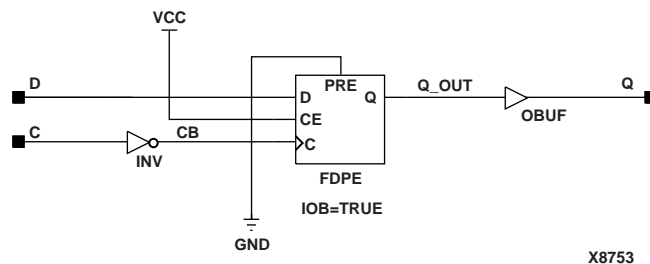 VCC
D
PRE
Q_OUT
Q
D
Q
CE
OBUF
C
CB
C
INV
FDPE
IOB=TRUE
GND
X8753